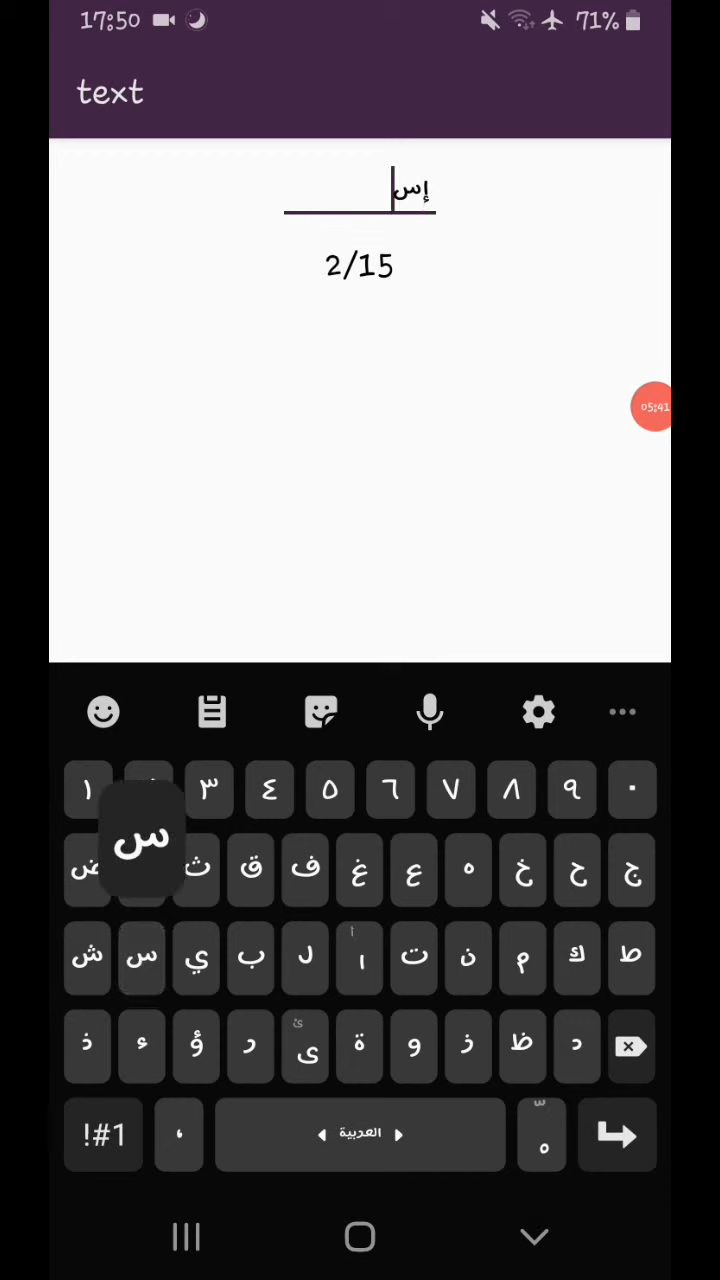 17:50 71%
text
إس
2/15
05:41
١ ٣ ٤ ٥ ٦ ٧ ٨ ٩ ٠
س
ض ث ق ف غ ع ه خ ح ج
ش س ي ب ل أ ا ت ن م ك ط
ذ ء ؤ ر ئ ى ة و ز ظ د
!#1 ، العربية